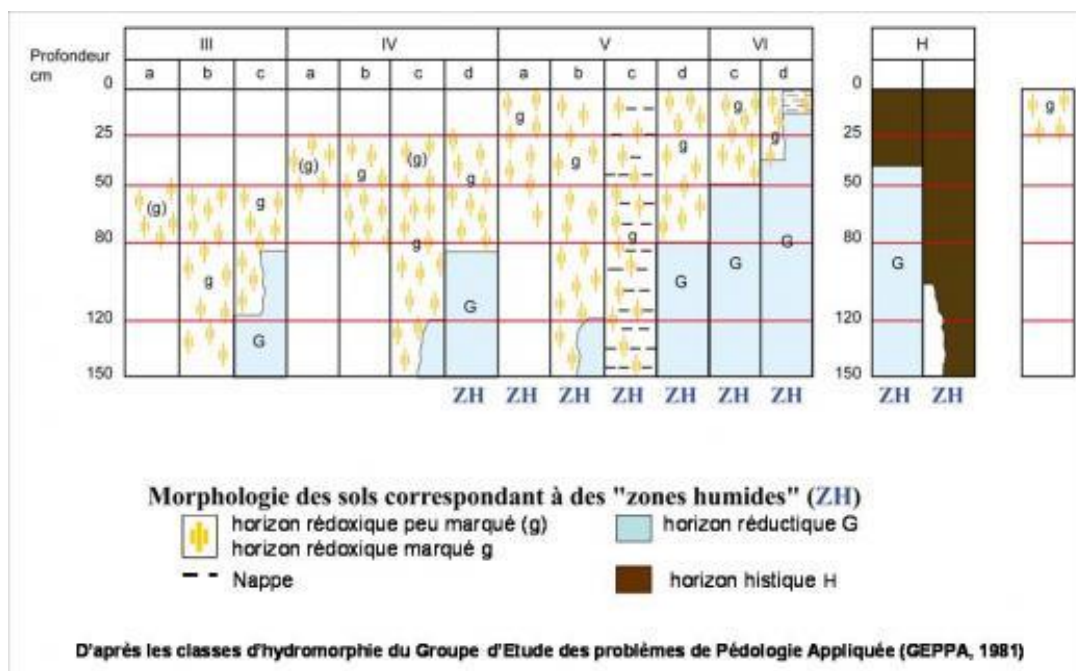 III IV V VI H
Profondeur
cm
a b c a b c d a b c d c d
0 0
g g g
g
25 25
(g) (g) g
g g g
50 50
(g) g
80 80
g G
g g G G G G
120 120
G
150 150
ZH ZH ZH ZH ZH ZH ZH ZH ZH
Morphologie des sols correspondant à des "zones humides" (ZH)
horizon rédoxique peu marqué (g) horizon réductique G
horizon rédoxique marqué g
Nappe horizon histique H
D'après les classes d'hydromorphie du Groupe d'Etude des problèmes de Pédologie Appliquée (GEPPA, 1981)